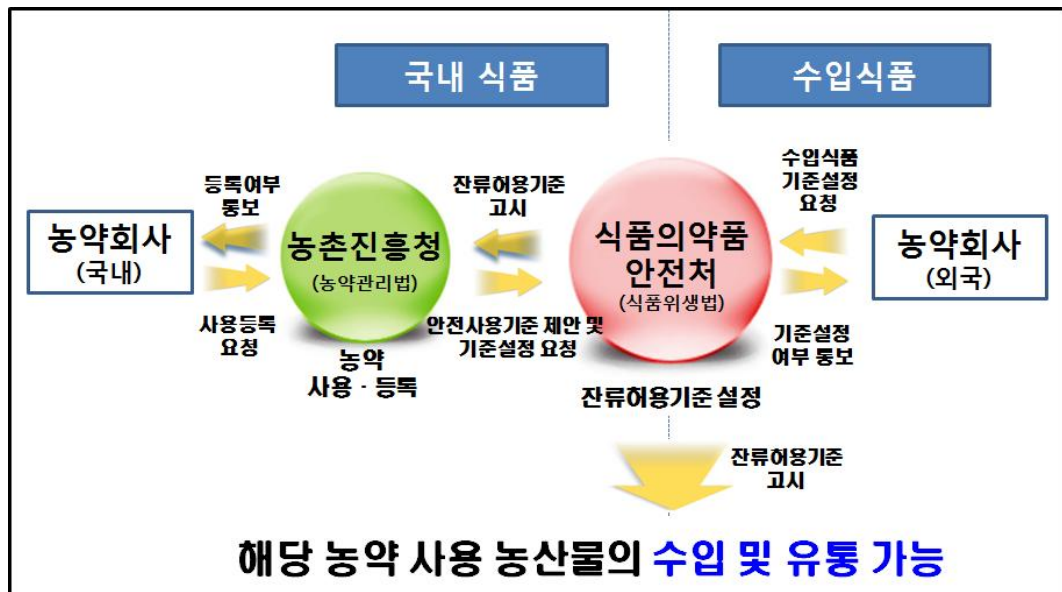 국내 식품
수입식품
등록여부
통보
잔류허용기준
고시
수입식품
기준설정
요청
농약회사
(국내)
농촌진흥청
(농약관리법)
식품의약품
안전처
(식품위생법)
농약회사
(외국)
사용등록
요청
농약
사용 · 등록
안전사용기준 제안 및
기준설정 요청
기준설정
여부 통보
잔류허용기준 설정
잔류허용기준
고시
해당 농약 사용 농산물의 수입 및 유통 가능